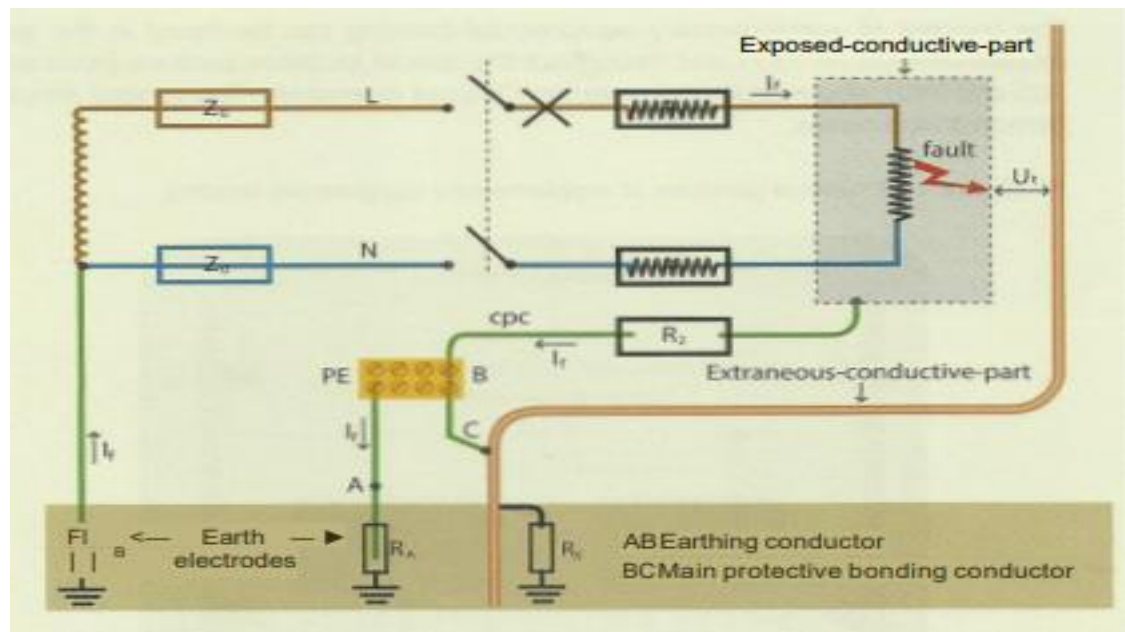 Exposed-conductive-part
L
If
fault
Ut
N
cpc
R2
If
PE
B
Extraneous-conductive-part
C
If
If
A
Earth
electrodes
B
RA
AB Earthing conductor
BC Main protective bonding conductor